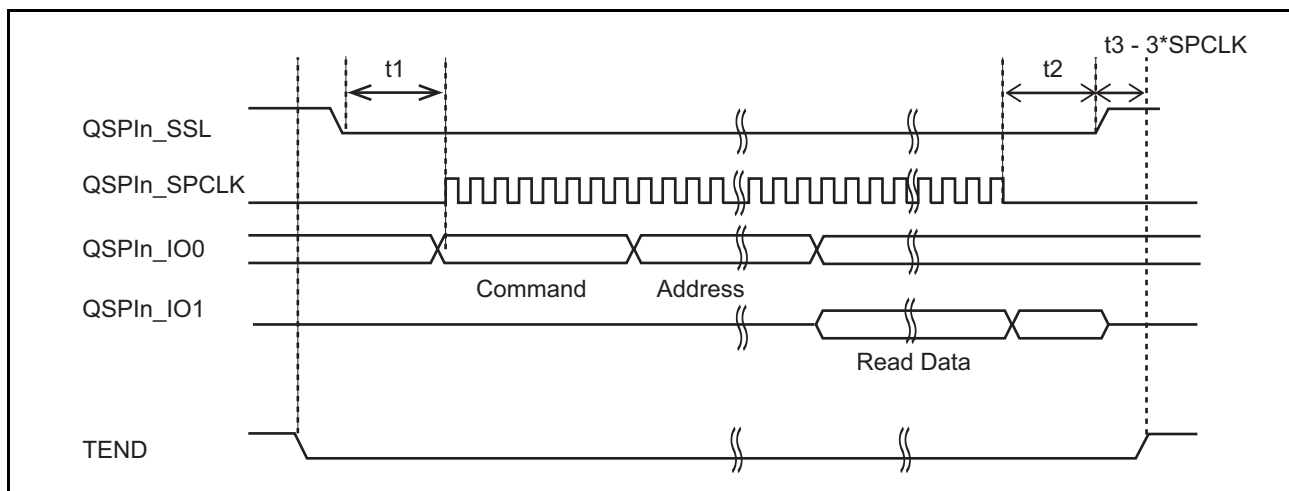 t3 - 3*SPCLK
t1
t2
QSPIn_SSL
QSPIn_SPCLK
QSPIn_IO0
Command
Address
QSPIn_IO1
Read Data
TEND